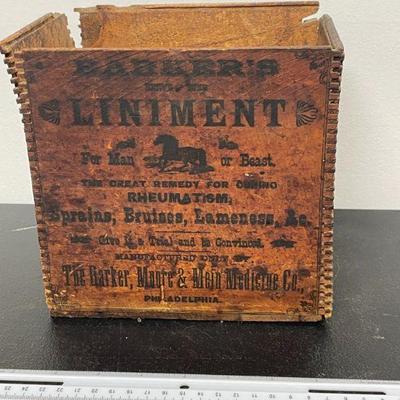 BARKER'S
LINIMENT
For Man or Beast.
THE GREAT REMEDY FOR CURING
RHEUMATISM,
Sprains, Bruises, Lameness, &c.
Give it a Trial and be Convinced.
MANUFACTURED ONLY BY
The Barker, Moore & Mein Medicine Co.,
PHILADELPHIA.